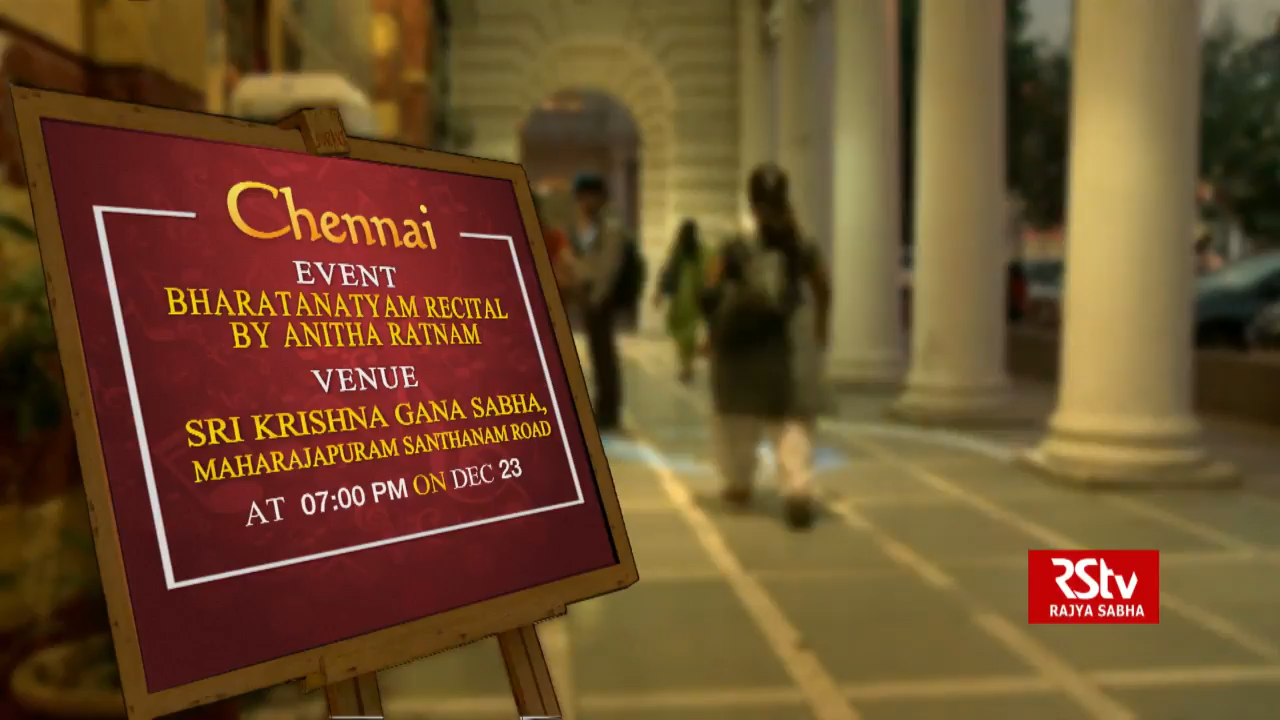 Chennai
EVENT
BHARATANATYAM RECITAL
BY ANITHA RATNAM
VENUE
SRI KRISHNA GANA SABHA,
MAHARAJAPURAM SANTHANAM ROAD
AT 07:00 PM ON DEC 23
RStv
RAJYA SABHA